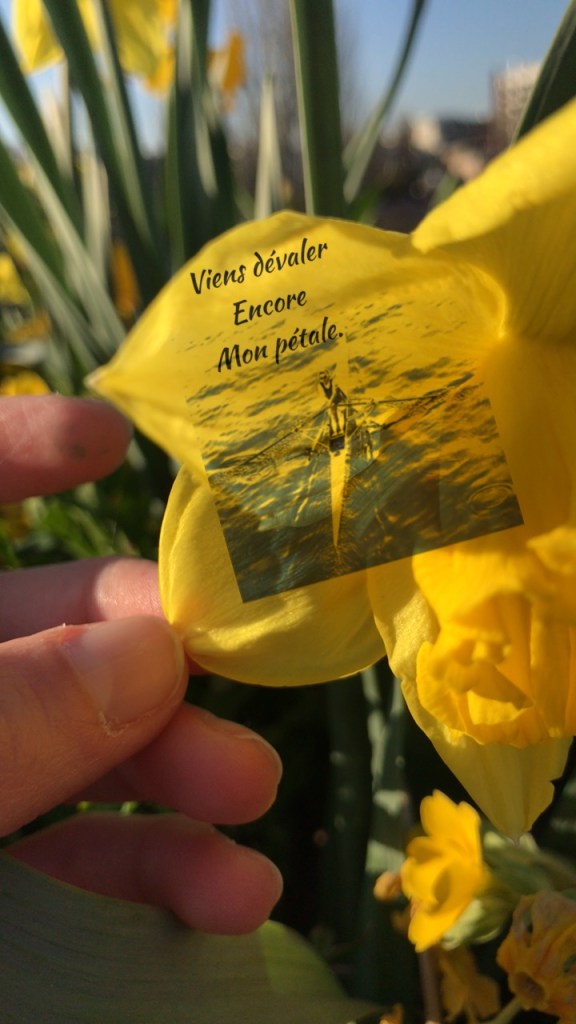 Viens dévaler
Encore
Mon pétale.